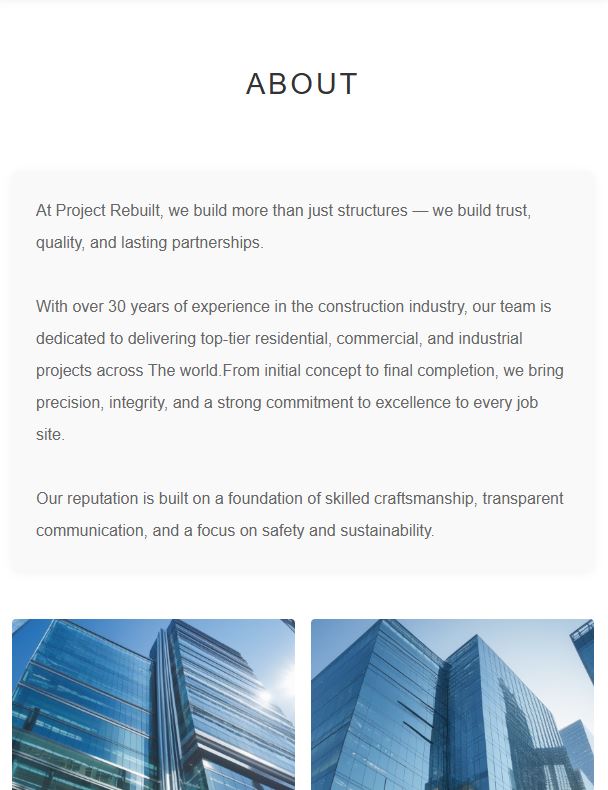 ABOUT
At Project Rebuilt, we build more than just structures — we build trust,
quality, and lasting partnerships.
With over 30 years of experience in the construction industry, our team is
dedicated to delivering top-tier residential, commercial, and industrial
projects across The world.From initial concept to final completion, we bring
precision, integrity, and a strong commitment to excellence to every job
site.
Our reputation is built on a foundation of skilled craftsmanship, transparent
communication, and a focus on safety and sustainability.